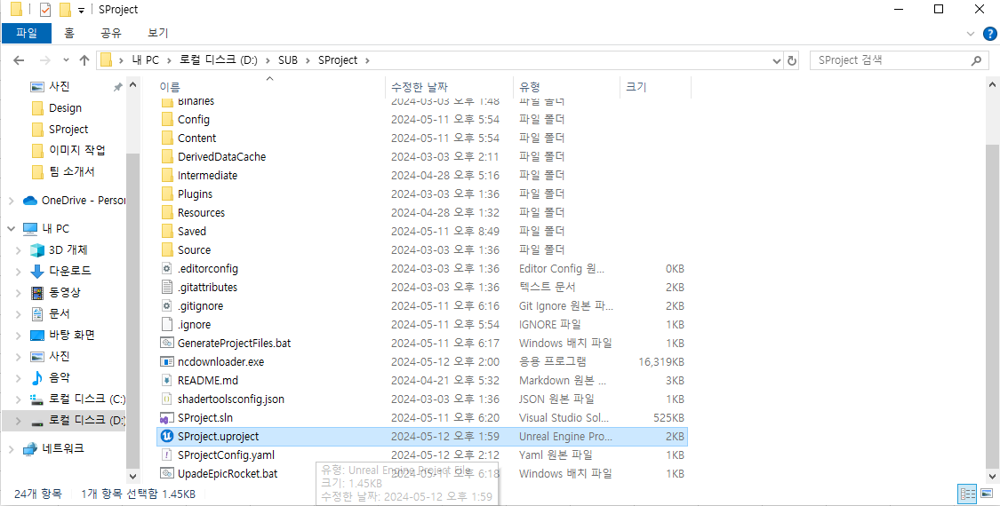 SProject
파일 홈 공유 보기
내 PC 로컬 디스크 (D:) SUB SProject
SProject 검색
사진
Design
SProject
이미지 작업
팀 소개서
OneDrive - Person
내 PC
3D 개체
다운로드
동영상
문서
바탕 화면
사진
음악
로컬 디스크 (C:)
로컬 디스크 (D:)
네트워크
이름 수정한 날짜 유형 크기
Binaries 2024-03-03 오후 1:48 파일 폴더
Config 2024-05-11 오후 5:54 파일 폴더
Content 2024-05-11 오후 5:54 파일 폴더
DerivedDataCache 2024-03-03 오후 2:11 파일 폴더
Intermediate 2024-04-28 오후 5:16 파일 폴더
Plugins 2024-03-03 오후 1:36 파일 폴더
Resources 2024-04-28 오후 1:32 파일 폴더
Saved 2024-05-11 오후 8:49 파일 폴더
Source 2024-03-03 오후 1:36 파일 폴더
.editorconfig 2024-03-03 오후 1:36 Editor Config 원... 0KB
.gitattributes 2024-03-03 오후 1:36 텍스트 문서 2KB
.gitignore 2024-05-11 오후 6:16 Git Ignore 원본 파... 2KB
.ignore 2024-05-11 오후 5:54 IGNORE 파일 1KB
GenerateProjectFiles.bat 2024-05-11 오후 6:17 Windows 배치 파일 1KB
ncdownloader.exe 2024-05-12 오후 2:00 응용 프로그램 16,319KB
README.md 2024-04-21 오후 5:32 Markdown 원본 ... 3KB
shadertoolsconfig.json 2024-03-03 오후 1:36 JSON 원본 파일 1KB
SProject.sln 2024-05-11 오후 6:20 Visual Studio Sol... 525KB
SProject.uproject 2024-05-12 오후 1:59 Unreal Engine Pro... 2KB
SProjectConfig.yaml 2024-05-12 오후 2:12 Yaml 원본 파일 1KB
UpadeEpicRocket.bat 2024-05-11 오후 6:18 Windows 배치 파일 1KB
유형: Unreal Engine Project File
크기: 1.45KB
수정한 날짜: 2024-05-12 오후 1:59
24개 항목 1개 항목 선택함 1.45KB